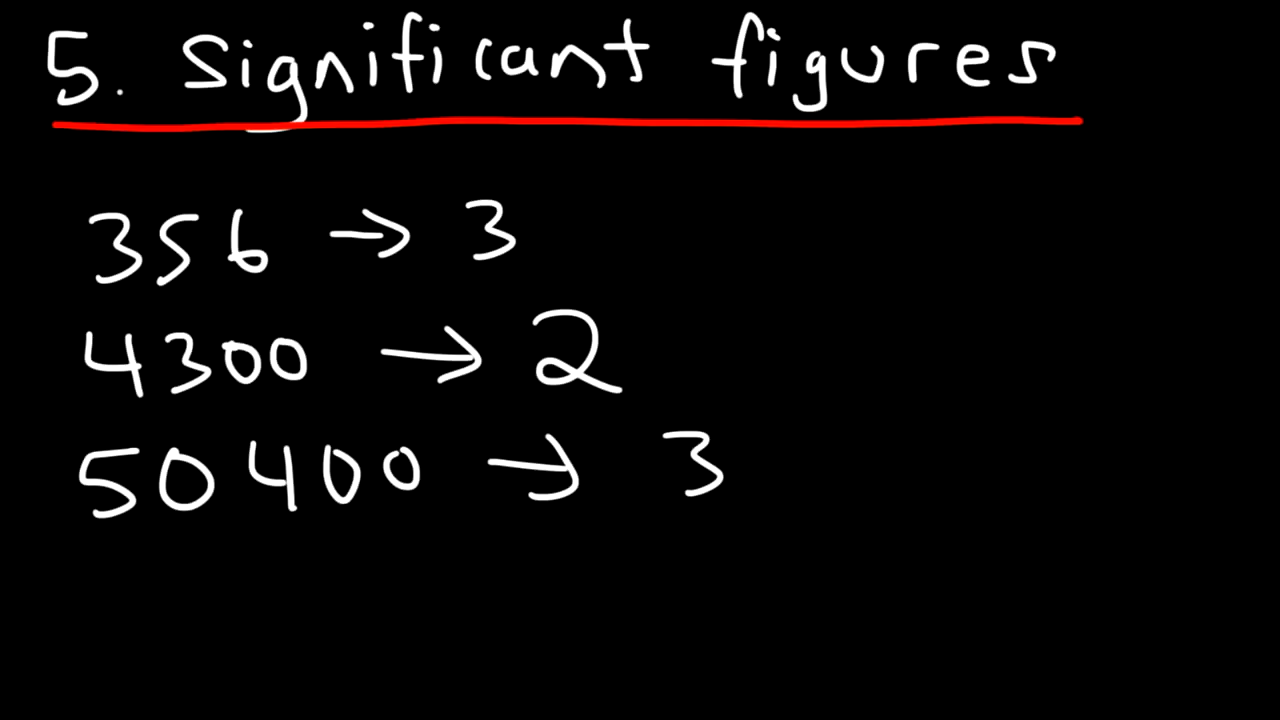 5. Significant figures
356 → 3
4300 → 2
50400 → 3